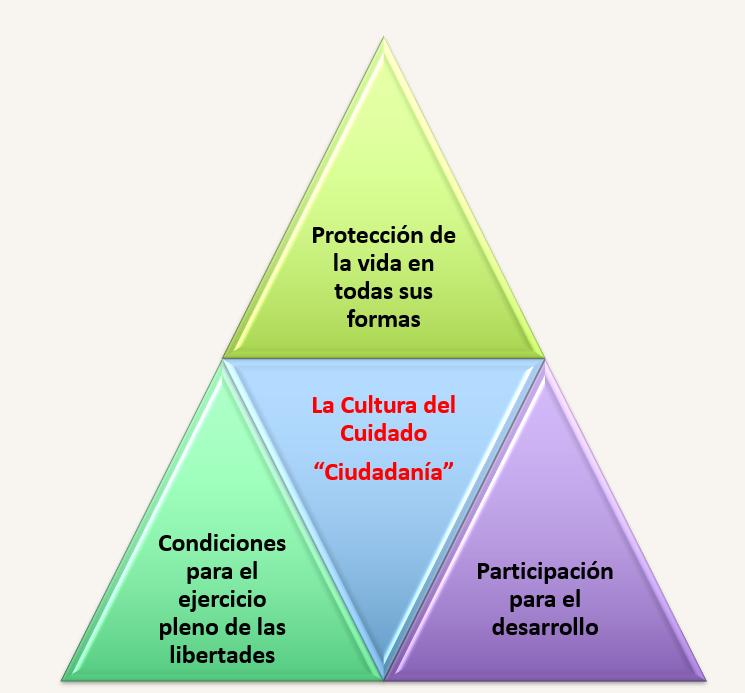 Protección de
la vida en
todas sus
formas
La Cultura del
Cuidado
“Ciudadanía”
Condiciones
para el
ejercicio
pleno de las
libertades
Participación
para el
desarrollo